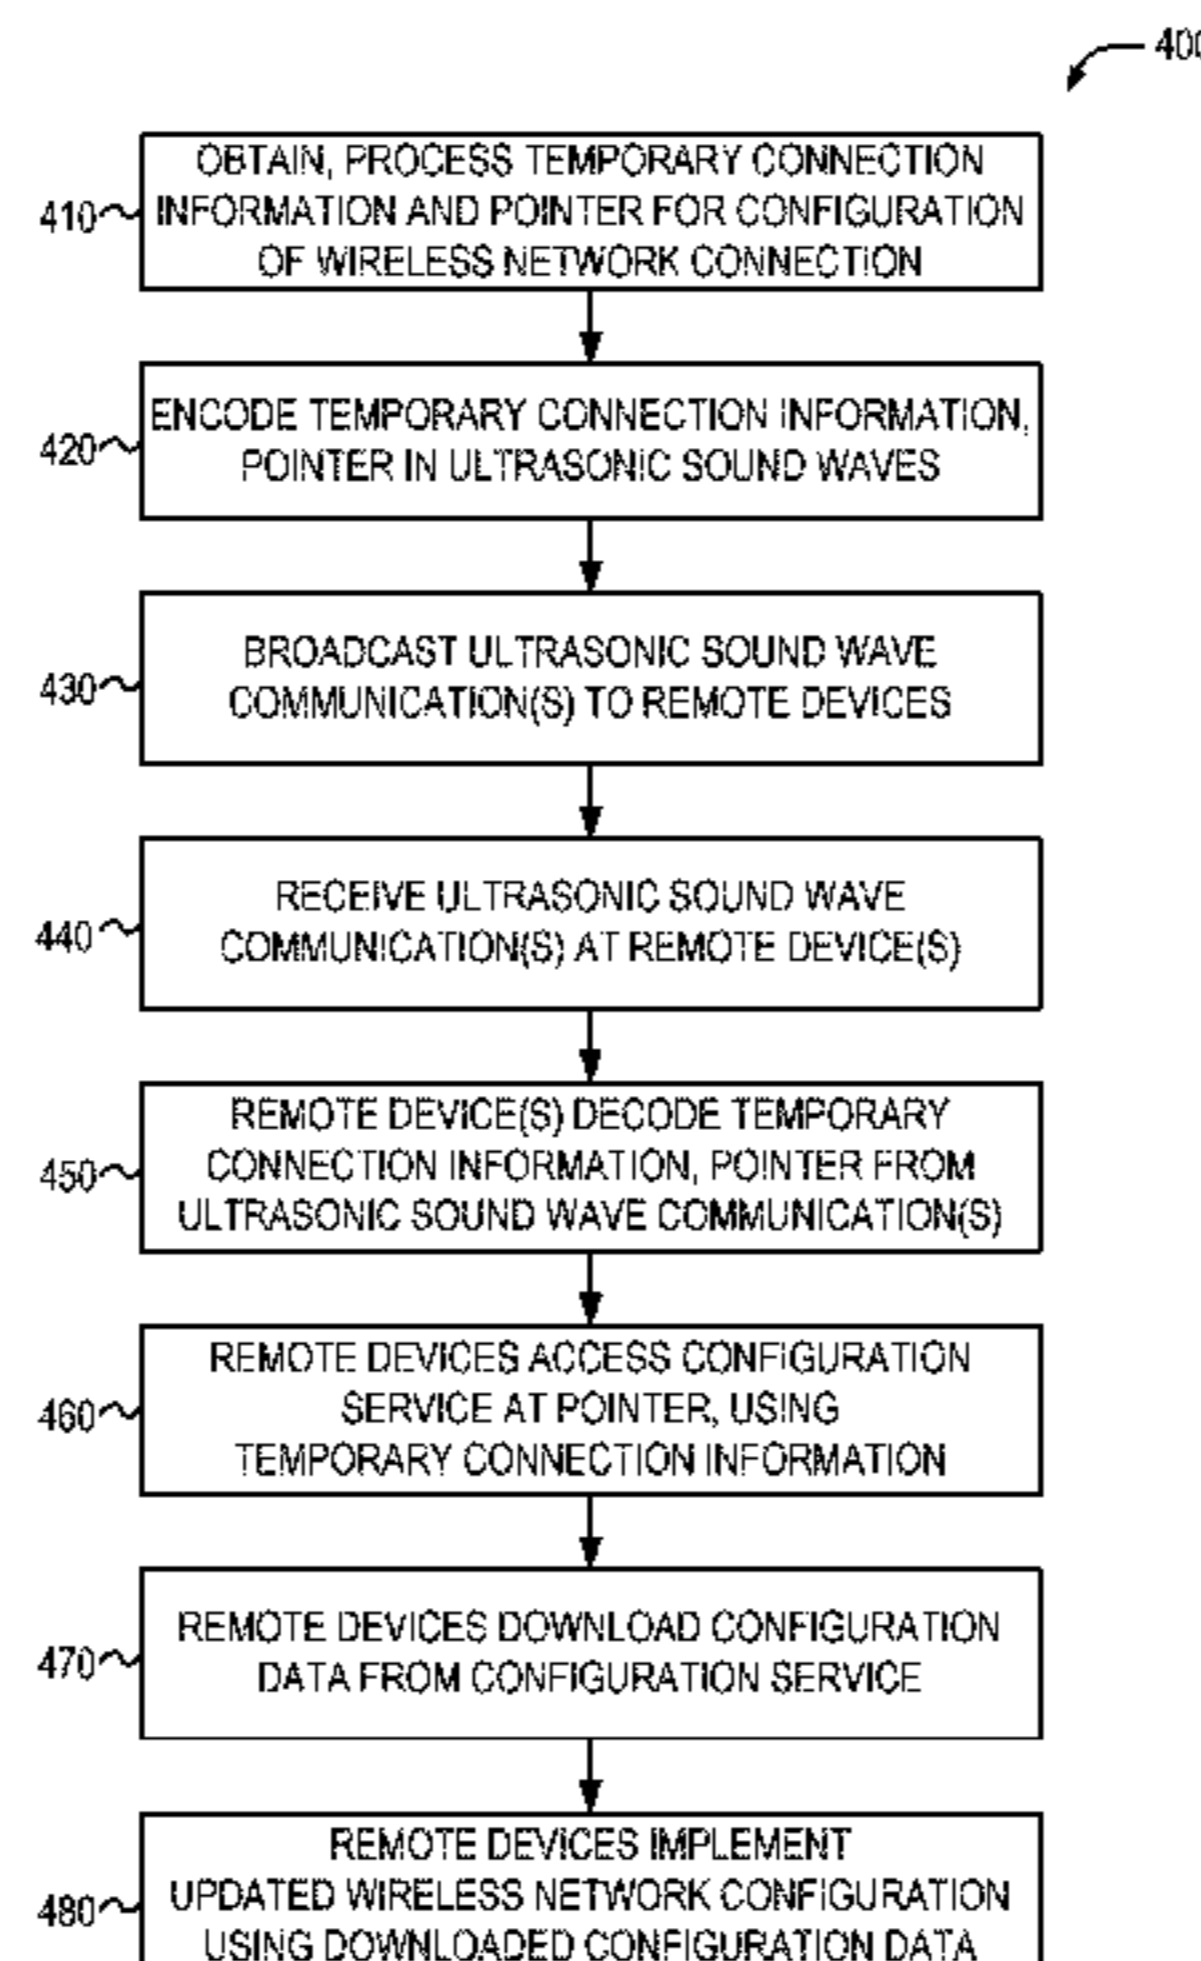 400
410
OBTAIN, PROCESS TEMPORARY CONNECTION
INFORMATION AND POINTER FOR CONFIGURATION
OF WIRELESS NETWORK CONNECTION
420
ENCODE TEMPORARY CONNECTION INFORMATION,
POINTER IN ULTRASONIC SOUND WAVES
430
BROADCAST ULTRASONIC SOUND WAVE
COMMUNICATION(S) TO REMOTE DEVICES
440
RECEIVE ULTRASONIC SOUND WAVE
COMMUNICATION(S) AT REMOTE DEVICE(S)
450
REMOTE DEVICE(S) DECODE TEMPORARY
CONNECTION INFORMATION, POINTER FROM
ULTRASONIC SOUND WAVE COMMUNICATION(S)
460
REMOTE DEVICES ACCESS CONFIGURATION
SERVICE AT POINTER, USING
TEMPORARY CONNECTION INFORMATION
470
REMOTE DEVICES DOWNLOAD CONFIGURATION
DATA FROM CONFIGURATION SERVICE
480
REMOTE DEVICES IMPLEMENT
UPDATED WIRELESS NETWORK CONFIGURATION
USING DOWNLOADED CONFIGURATION DATA